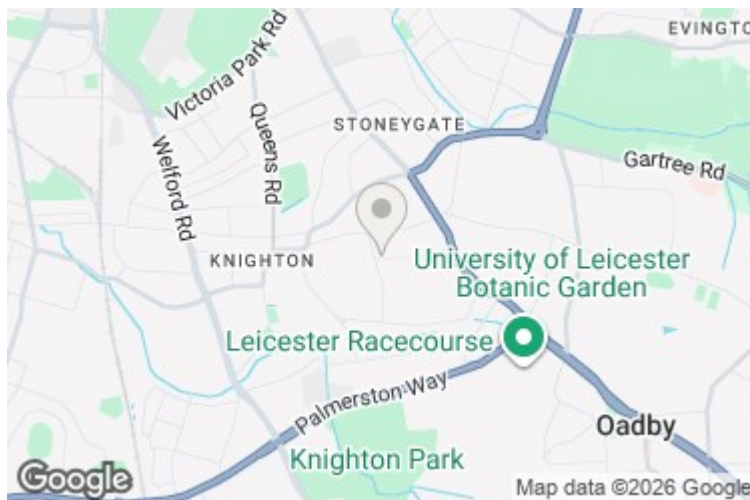 EVINGTO
Victoria Park Rd
Queens Rd
STONEYGATE
Welford Rd
Gartree Rd
KNIGHTON
University of Leicester
Botanic Garden
Leicester Racecourse
Palmerston Way
Oadby
Knighton Park
Google
Map data ©2026 Google